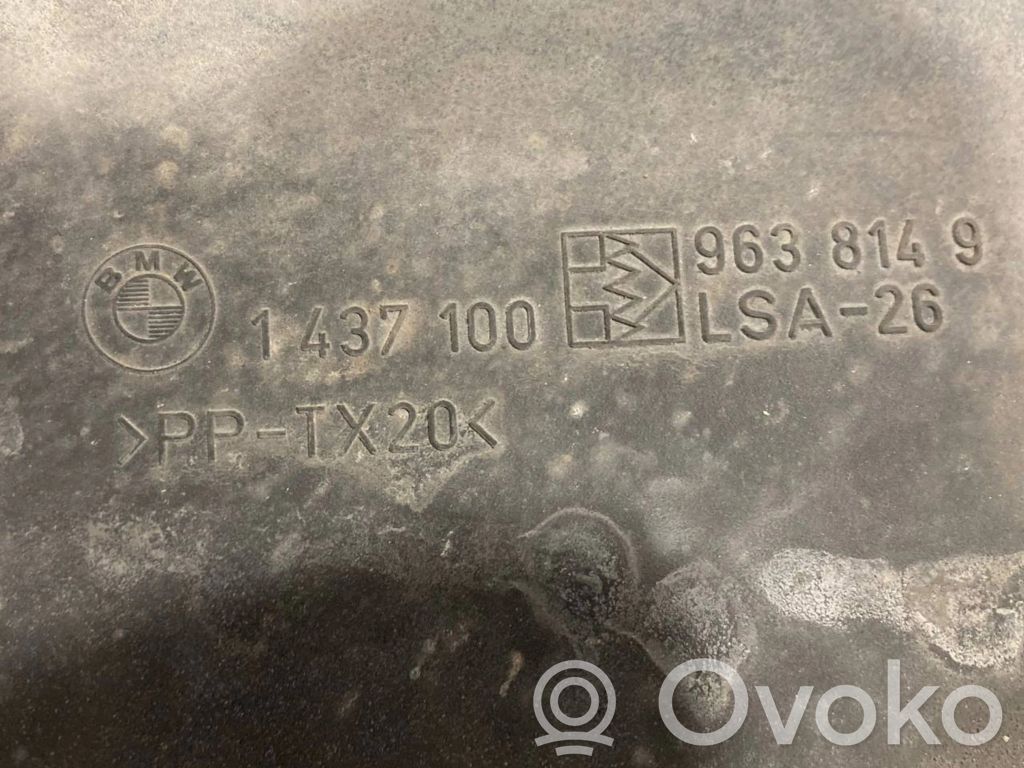 BMW
1 437 100
963 814 9
LSA-26
>PP-TX20<
Ovoko